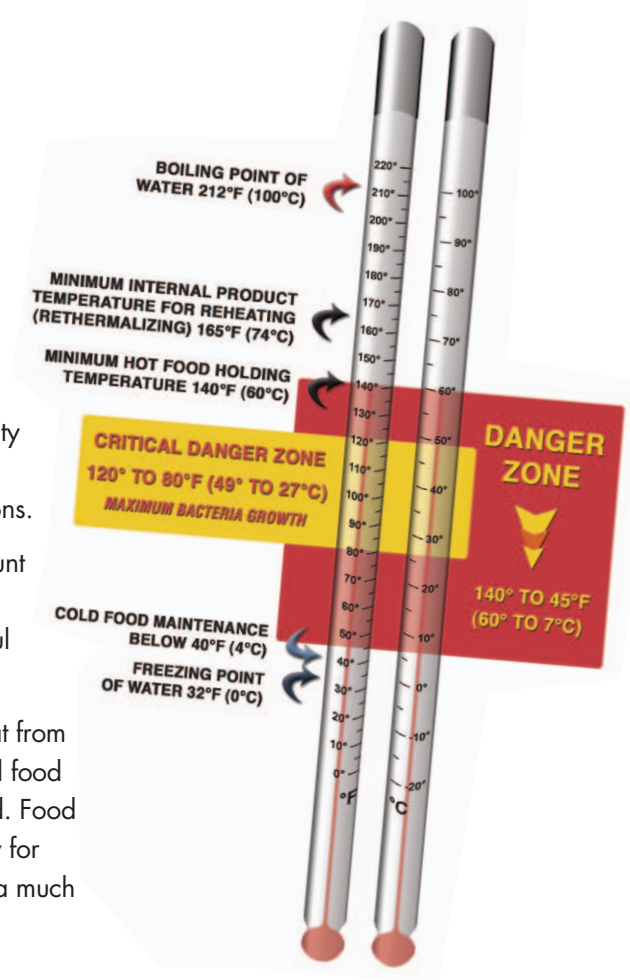 BOILING POINT OF
WATER 212°F (100°C)
MINIMUM INTERNAL PRODUCT
TEMPERATURE FOR REHEATING
(RETHERMALIZING) 165°F (74°C)
MINIMUM HOT FOOD HOLDING
TEMPERATURE 140°F (60°C)
CRITICAL DANGER ZONE
120° TO 80°F (49° TO 27°C)
MAXIMUM BACTERIA GROWTH
DANGER
ZONE
140° TO 45°F
(60° TO 7°C)
COLD FOOD MAINTENANCE
BELOW 40°F (4°C)
FREEZING POINT
OF WATER 32°F (0°C)
220°
210°
200°
190°
180°
170°
160°
150°
140°
130°
120°
110°
100°
90°
80°
70°
60°
50°
40°
30°
20°
10°
0°
°F
100°
90°
80°
70°
60°
50°
40°
30°
20°
10°
0°
-10°
-20°
°C
ty
ons.
unt
ul
at from
d food
d. Food
y for
a much